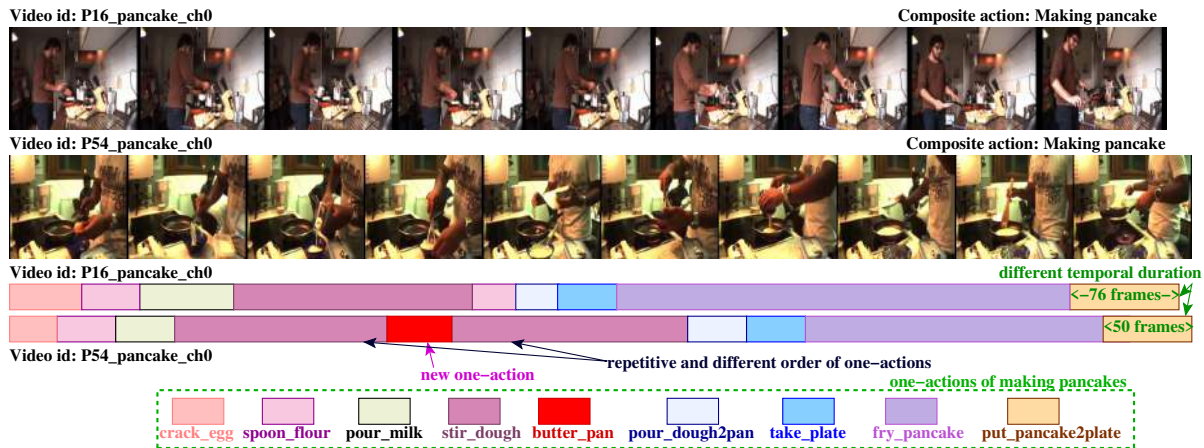 Video id: P16_pancake_ch0 Composite action: Making pancake
Video id: P54_pancake_ch0 Composite action: Making pancake
Video id: P16_pancake_ch0 different temporal duration
<-76 frames->
<50 frames>
Video id: P54_pancake_ch0
repetitive and different order of one-actions
new one-action
one-actions of making pancakes
crack_egg spoon_flour pour_milk stir_dough butter_pan pour_dough2pan take_plate fry_pancake put_pancake2plate